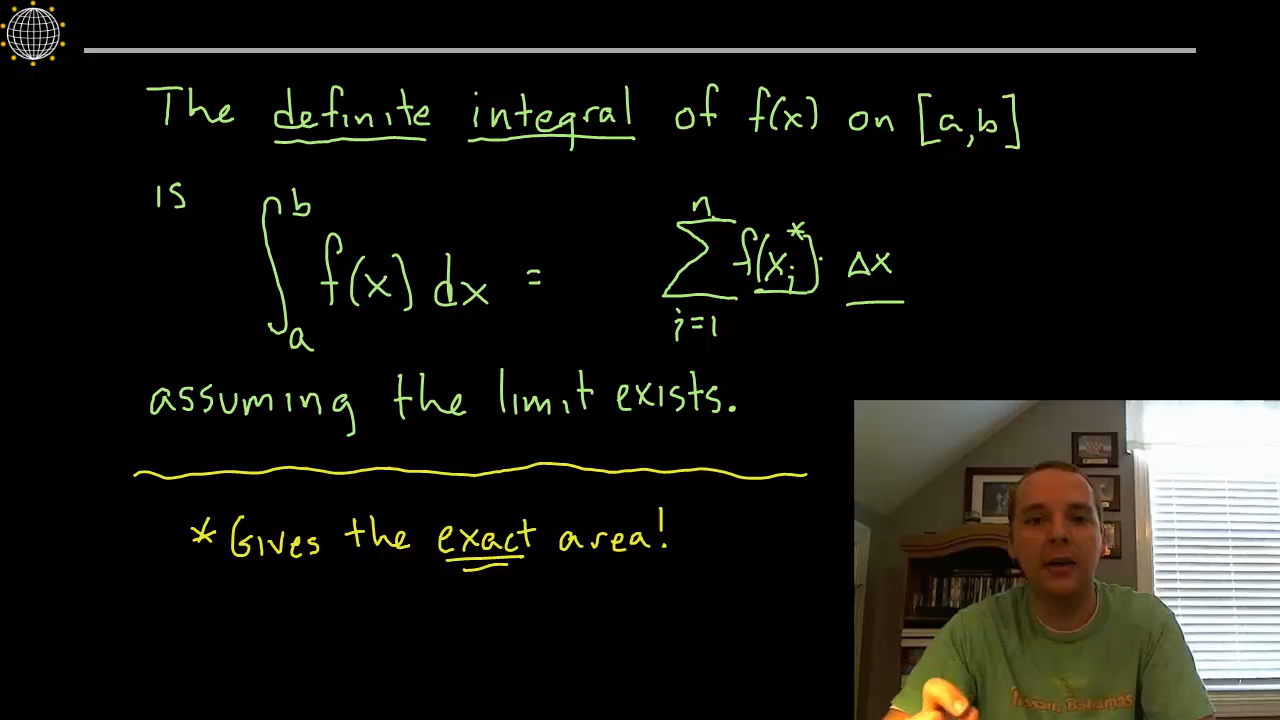 The definite integral of f(x) on [a,b]
is ∫_a^b f(x) dx = ∑_{i=1}^n f(x_i^*) · Δx
assuming the limit exists.
* Gives the exact area!
Bahamas